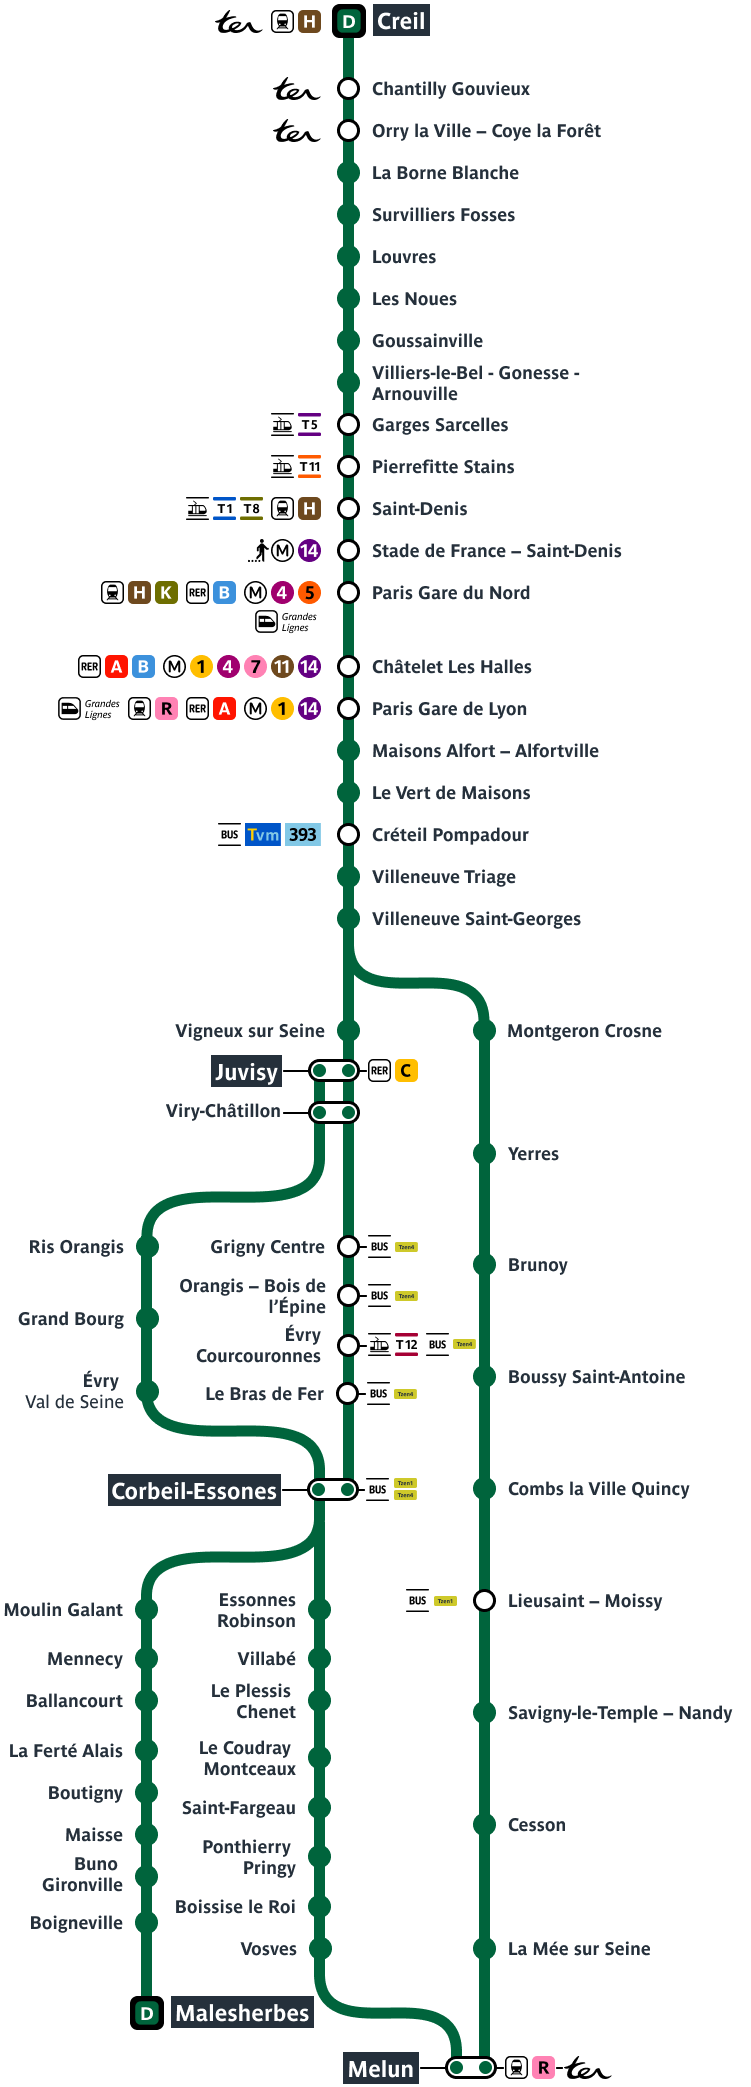 ter H D Creil
ter Chantilly Gouvieux
ter Orry la Ville – Coye la Forêt
La Borne Blanche
Survilliers Fosses
Louvres
Les Noues
Goussainville
Villiers-le-Bel - Gonesse -
Arnouville
T5 Garges Sarcelles
T11 Pierrefitte Stains
T1 T8 H Saint-Denis
M 14 Stade de France – Saint-Denis
H K RER B M 4 5 Paris Gare du Nord
Grandes
Lignes
RER A B M 1 4 7 11 14 Châtelet Les Halles
Grandes
Lignes
R RER A M 1 14 Paris Gare de Lyon
Maisons Alfort – Alfortville
Le Vert de Maisons
BUS Tvm 393 Créteil Pompadour
Villeneuve Triage
Villeneuve Saint-Georges
Vigneux sur Seine
Montgeron Crosne
Juvisy RER C
Viry-Châtillon
Yerres
Ris Orangis
Grigny Centre BUS Tzen4
Brunoy
Orangis – Bois de
l'Épine
BUS Tzen4
Grand Bourg
Évry
Courcouronnes
T12 BUS Tzen4
Boussy Saint-Antoine
Évry
Val de Seine
Le Bras de Fer BUS Tzen4
Corbeil-Essones BUS Tzen1
Tzen4
Combs la Ville Quincy
Moulin Galant
Essonnes
Robinson
BUS Tzen1 Lieusaint – Moissy
Mennecy
Villabé
Ballancourt
Le Plessis
Chenet
Savigny-le-Temple – Nandy
La Ferté Alais
Le Coudray
Montceaux
Boutigny
Saint-Fargeau
Cesson
Maisse
Ponthierry
Pringy
Buno
Gironville
Boissise le Roi
Boigneville
Vosves
La Mée sur Seine
D Malesherbes
Melun R ter